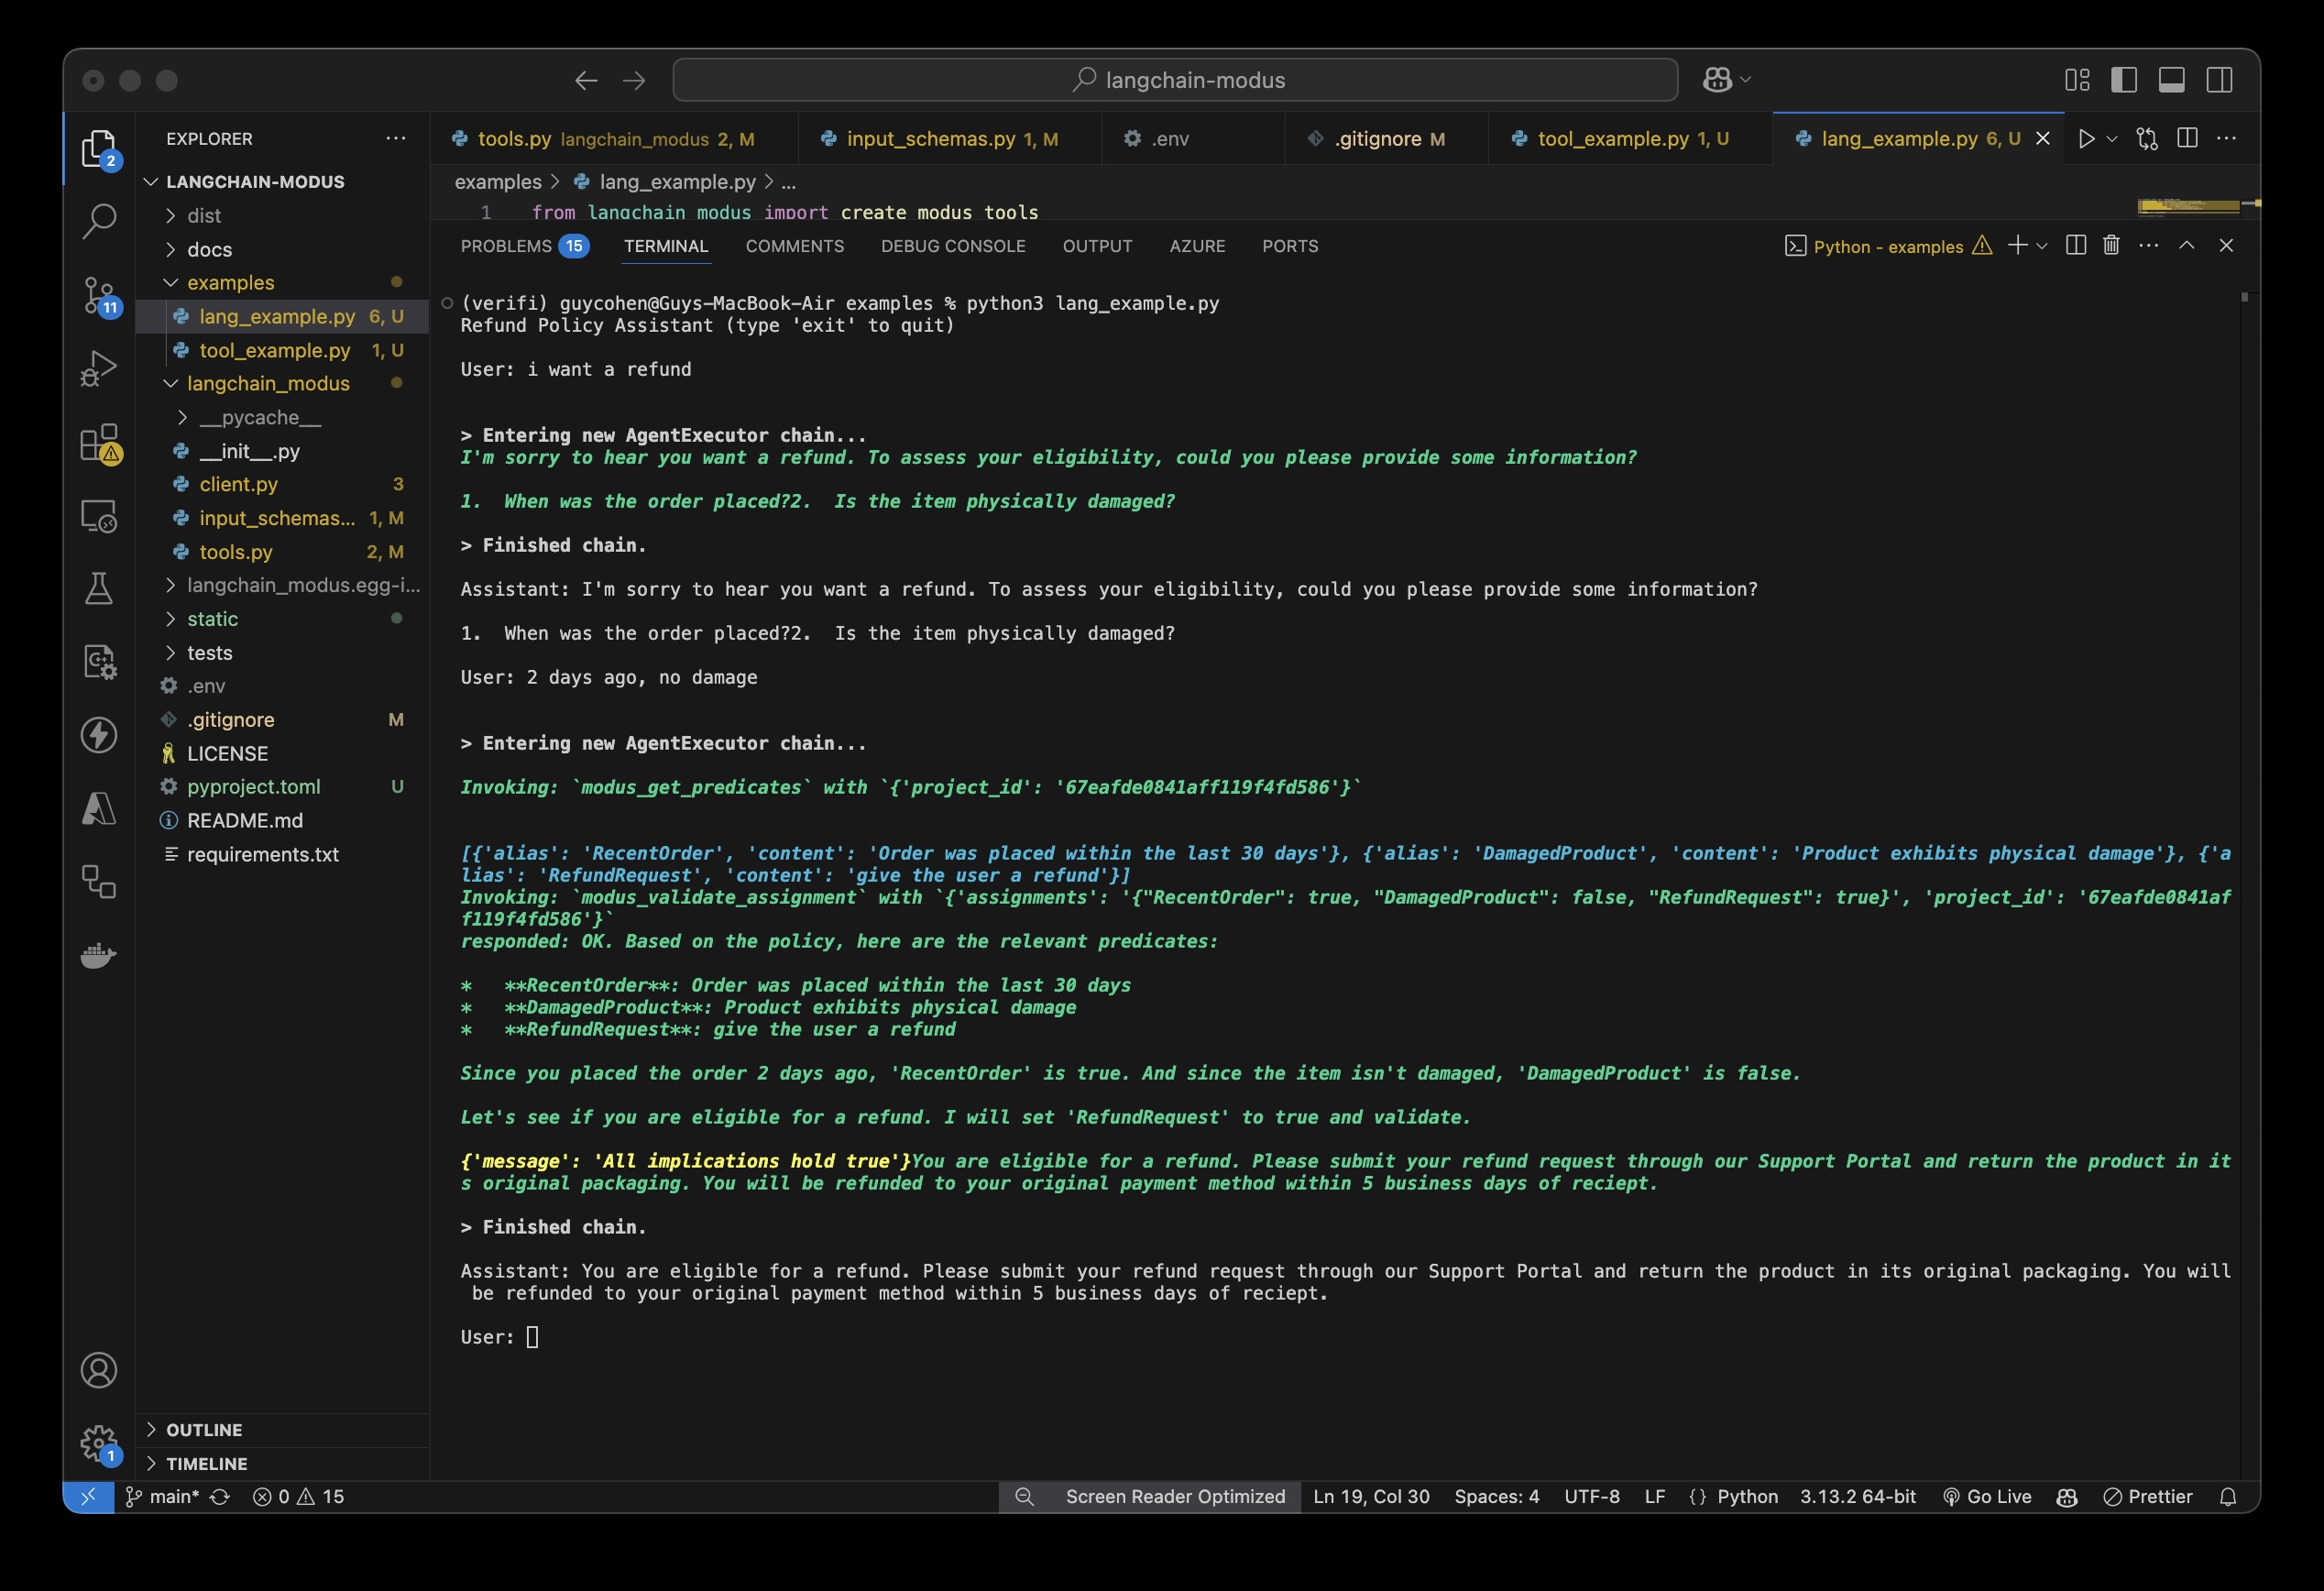 langchain-modus
EXPLORER
tools.py langchain_modus 2, M
input_schemas.py 1, M
.env
.gitignore M
tool_example.py 1, U
lang_example.py 6, U
2
LANGCHAIN-MODUS
examples > lang_example.py > ...
1 from langchain_modus import create_modus_tools
dist
docs
examples
lang_example.py 6, U
tool_example.py 1, U
langchain_modus
__pycache__
__init__.py
client.py 3
input_schemas... 1, M
tools.py 2, M
langchain_modus.egg-i...
static
tests
.env
.gitignore M
LICENSE
pyproject.toml U
README.md
requirements.txt
11
OUTLINE
TIMELINE
1
PROBLEMS 15 TERMINAL COMMENTS DEBUG CONSOLE OUTPUT AZURE PORTS
Python - examples
(verifi) guycohen@Guys-MacBook-Air examples % python3 lang_example.py
Refund Policy Assistant (type 'exit' to quit)
User: i want a refund
> Entering new AgentExecutor chain...
I'm sorry to hear you want a refund. To assess your eligibility, could you please provide some information?
1.  When was the order placed?2.  Is the item physically damaged?
> Finished chain.
Assistant: I'm sorry to hear you want a refund. To assess your eligibility, could you please provide some information?
1.  When was the order placed?2.  Is the item physically damaged?
User: 2 days ago, no damage
> Entering new AgentExecutor chain...
Invoking: `modus_get_predicates` with `{'project_id': '67eafde0841aff119f4fd586'}`
[{'alias': 'RecentOrder', 'content': 'Order was placed within the last 30 days'}, {'alias': 'DamagedProduct', 'content': 'Product exhibits physical damage'}, {'a
lias': 'RefundRequest', 'content': 'give the user a refund'}]
Invoking: `modus_validate_assignment` with `{'assignments': '{"RecentOrder": true, "DamagedProduct": false, "RefundRequest": true}', 'project_id': '67eafde0841af
f119f4fd586'}`
responded: OK. Based on the policy, here are the relevant predicates:
*   **RecentOrder**: Order was placed within the last 30 days
*   **DamagedProduct**: Product exhibits physical damage
*   **RefundRequest**: give the user a refund
Since you placed the order 2 days ago, 'RecentOrder' is true. And since the item isn't damaged, 'DamagedProduct' is false.
Let's see if you are eligible for a refund. I will set 'RefundRequest' to true and validate.
{'message': 'All implications hold true'}You are eligible for a refund. Please submit your refund request through our Support Portal and return the product in it
s original packaging. You will be refunded to your original payment method within 5 business days of reciept.
> Finished chain.
Assistant: You are eligible for a refund. Please submit your refund request through our Support Portal and return the product in its original packaging. You will
be refunded to your original payment method within 5 business days of reciept.
User:
main* 0 15
Screen Reader Optimized Ln 19, Col 30 Spaces: 4 UTF-8 LF {} Python 3.13.2 64-bit Go Live Prettier